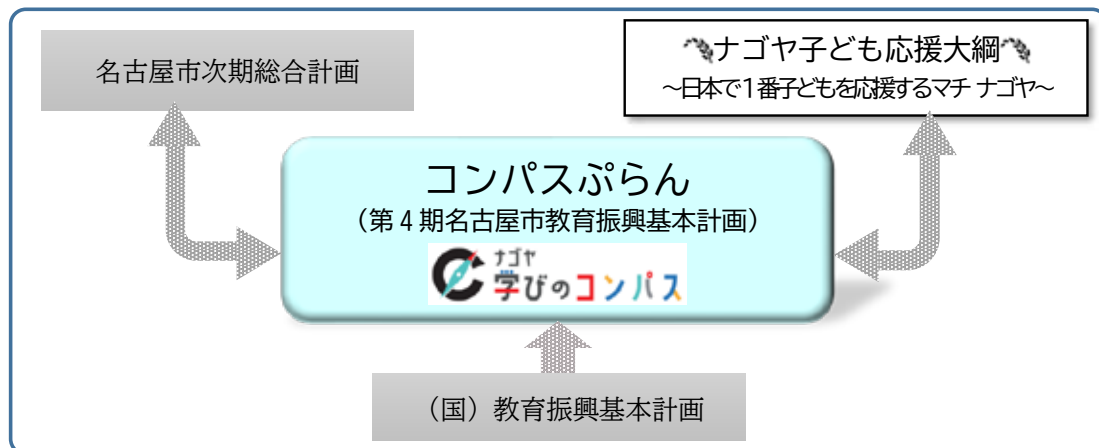 名古屋市次期総合計画
ナゴヤ子ども応援大綱
～日本で1番子どもを応援するマチ ナゴヤ～
コンパスぷらん
（第4期名古屋市教育振興基本計画）
ナゴヤ
学びのコンパス
（国）教育振興基本計画